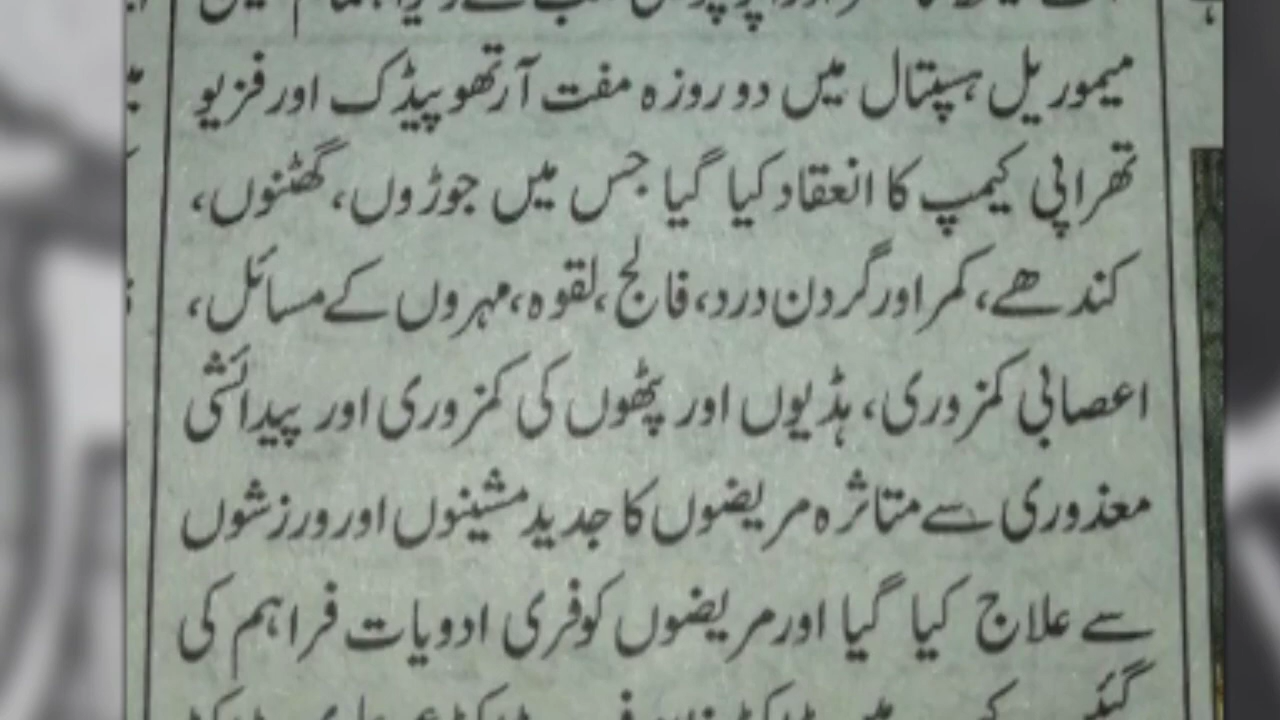 میموریل ہسپتال میں دو روزہ مفت آرتھوپیڈک اور فزیو
تھراپی کیمپ کا انعقاد کیا گیا جس میں جوڑوں، گھٹنوں،
کندھے، کمر اور گردن درد، فالج، لقوہ، مہروں کے مسائل،
اعصابی کمزوری، ہڈیوں اور پٹھوں کی کمزوری اور پیدائشی
معذوری سے متاثرہ مریضوں کا جدید مشینوں اور ورزشوں
سے علاج کیا گیا اور مریضوں کو فری ادویات فراہم کی
گئیں